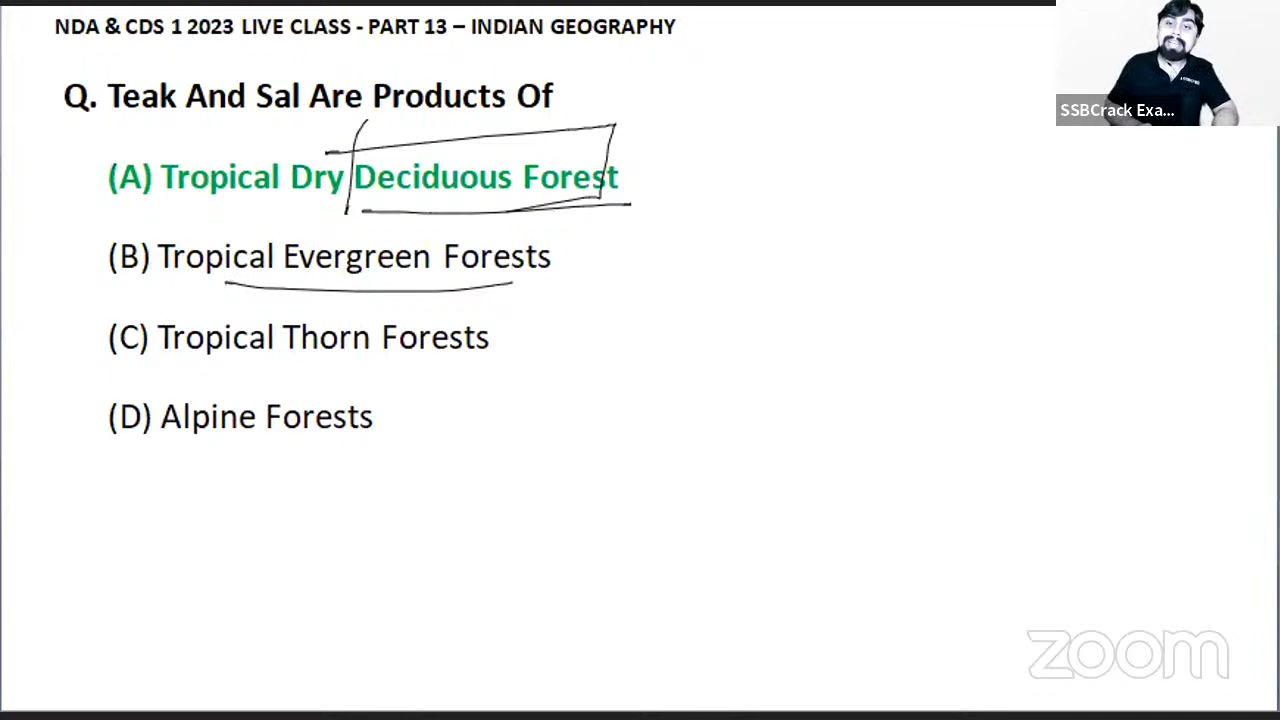 NDA & CDS 1 2023 LIVE CLASS - PART 13 – INDIAN GEOGRAPHY
SSBCrack Exa...
Q. Teak And Sal Are Products Of
(A) Tropical Dry Deciduous Forest
(B) Tropical Evergreen Forests
(C) Tropical Thorn Forests
(D) Alpine Forests
zoom